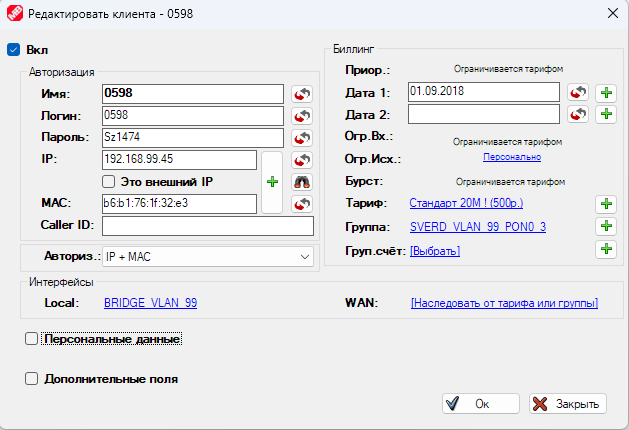 Редактировать клиента - 0598
Вкл
Авторизация
Имя: 0598
Логин: 0598
Пароль: Sz1474
IP: 192.168.99.45
Это внешний IP
MAC: b6:b1:76:1f:32:e3
Caller ID:
Авториз.: IP + MAC
Биллинг
Приор.: Ограничивается тарифом
Дата 1: 01.09.2018
Дата 2:
Огр.Вх.: Ограничивается тарифом
Огр.Исх.: Персонально
Бурст: Ограничивается тарифом
Тариф: Стандарт 20М ! (500р.)
Группа: SVERD_VLAN_99_PON0_3
Груп.счёт: [Выбрать]
Интерфейсы
Local: BRIDGE_VLAN_99
WAN: [Наследовать от тарифа или группы]
Персональные данные
Дополнительные поля
Ок
Закрыть